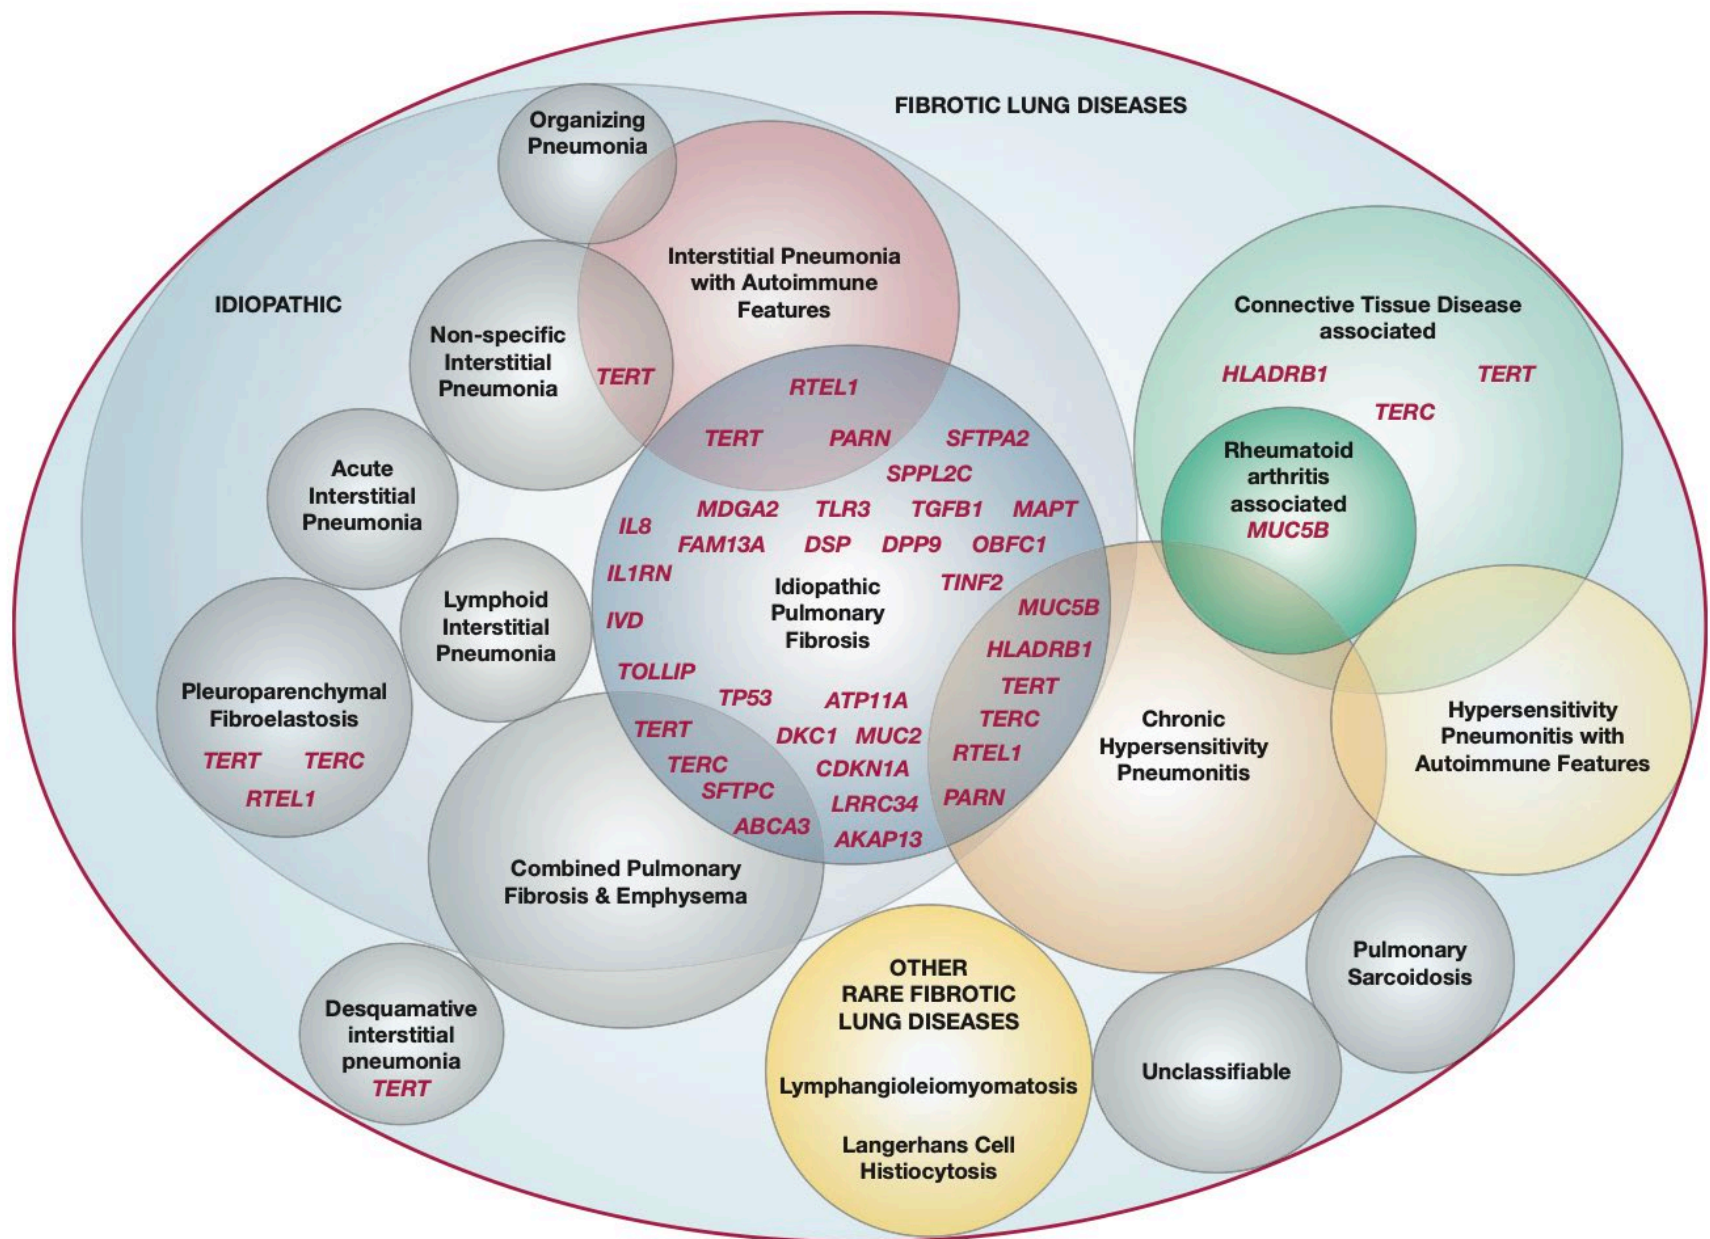 FIBROTIC LUNG DISEASES
Organizing
Pneumonia
Interstitial Pneumonia
with Autoimmune
Features
IDIOPATHIC
Non-specific
Interstitial
Pneumonia
TERT
Connective Tissue Disease
associated
HLADRB1 TERT
TERC
Rheumatoid
arthritis
associated
MUC5B
Acute
Interstitial
Pneumonia
RTEL1
TERT PARN SFTPA2
SPPL2C
MDGA2 TLR3 TGFB1 MAPT
IL8
FAM13A DSP DPP9 OBFC1
IL1RN
TINF2
Idiopathic
Pulmonary
Fibrosis
IVD
MUC5B
HLADRB1
TERT
TERC
RTEL1
PARN
TOLLIP
TP53 ATP11A
TERT
DKC1 MUC2
TERC
CDKN1A
SFTPC
LRRC34
ABCA3
AKAP13
Lymphoid
Interstitial
Pneumonia
Pleuroparenchymal
Fibroelastosis
TERT TERC
RTEL1
Chronic
Hypersensitivity
Pneumonitis
Hypersensitivity
Pneumonitis with
Autoimmune Features
Combined Pulmonary
Fibrosis & Emphysema
Desquamative
interstitial
pneumonia
TERT
OTHER
RARE FIBROTIC
LUNG DISEASES
Lymphangioleiomyomatosis
Langerhans Cell
Histiocytosis
Unclassifiable
Pulmonary
Sarcoidosis